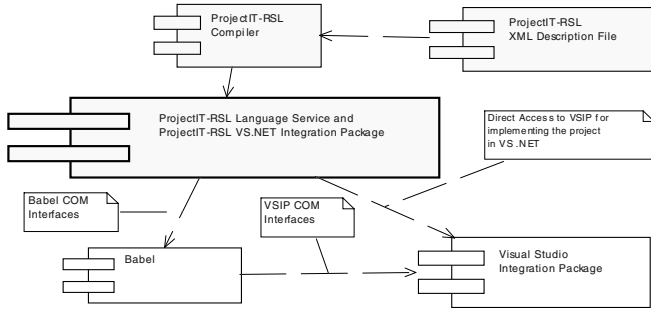 ProjectIT-RSL
Compiler
ProjectIT-RSL
XML Description File
ProjectIT-RSL Language Service and
ProjectIT-RSL VS.NET Integration Package
Direct Access to VSIP for
implementing the project
in VS .NET
Babel COM
Interfaces
VSIP COM
Interfaces
Babel
Visual Studio
Integration Package